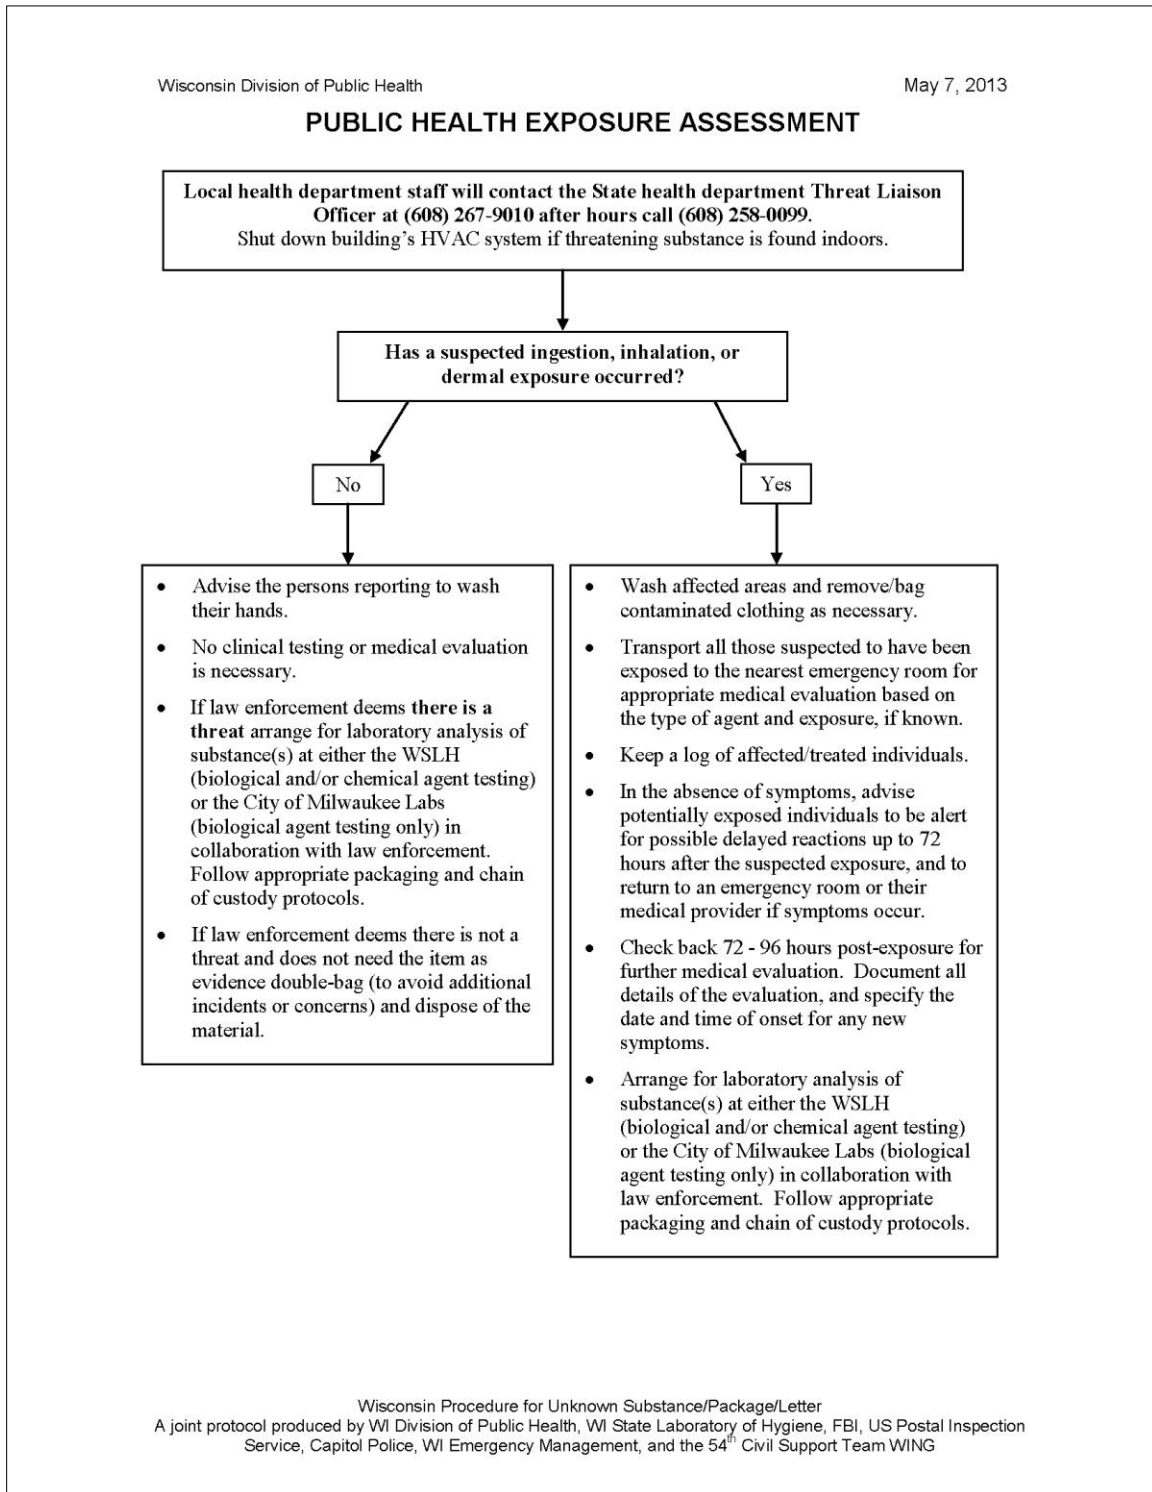 Wisconsin Division of Public Health
May 7, 2013
PUBLIC HEALTH EXPOSURE ASSESSMENT
Local health department staff will contact the State health department Threat Liaison
Officer at (608) 267-9010 after hours call (608) 258-0099.
Shut down building's HVAC system if threatening substance is found indoors.
Has a suspected ingestion, inhalation, or
dermal exposure occurred?
No
Yes
• Advise the persons reporting to wash
their hands.
• No clinical testing or medical evaluation
is necessary.
• If law enforcement deems there is a
threat arrange for laboratory analysis of
substance(s) at either the WSLH
(biological and/or chemical agent testing)
or the City of Milwaukee Labs
(biological agent testing only) in
collaboration with law enforcement.
Follow appropriate packaging and chain
of custody protocols.
• If law enforcement deems there is not a
threat and does not need the item as
evidence double-bag (to avoid additional
incidents or concerns) and dispose of the
material.
• Wash affected areas and remove/bag
contaminated clothing as necessary.
• Transport all those suspected to have been
exposed to the nearest emergency room for
appropriate medical evaluation based on
the type of agent and exposure, if known.
• Keep a log of affected/treated individuals.
• In the absence of symptoms, advise
potentially exposed individuals to be alert
for possible delayed reactions up to 72
hours after the suspected exposure, and to
return to an emergency room or their
medical provider if symptoms occur.
• Check back 72 - 96 hours post-exposure for
further medical evaluation. Document all
details of the evaluation, and specify the
date and time of onset for any new
symptoms.
• Arrange for laboratory analysis of
substance(s) at either the WSLH
(biological and/or chemical agent testing)
or the City of Milwaukee Labs (biological
agent testing only) in collaboration with
law enforcement. Follow appropriate
packaging and chain of custody protocols.
Wisconsin Procedure for Unknown Substance/Package/Letter
A joint protocol produced by WI Division of Public Health, WI State Laboratory of Hygiene, FBI, US Postal Inspection
Service, Capitol Police, WI Emergency Management, and the 54th Civil Support Team WING